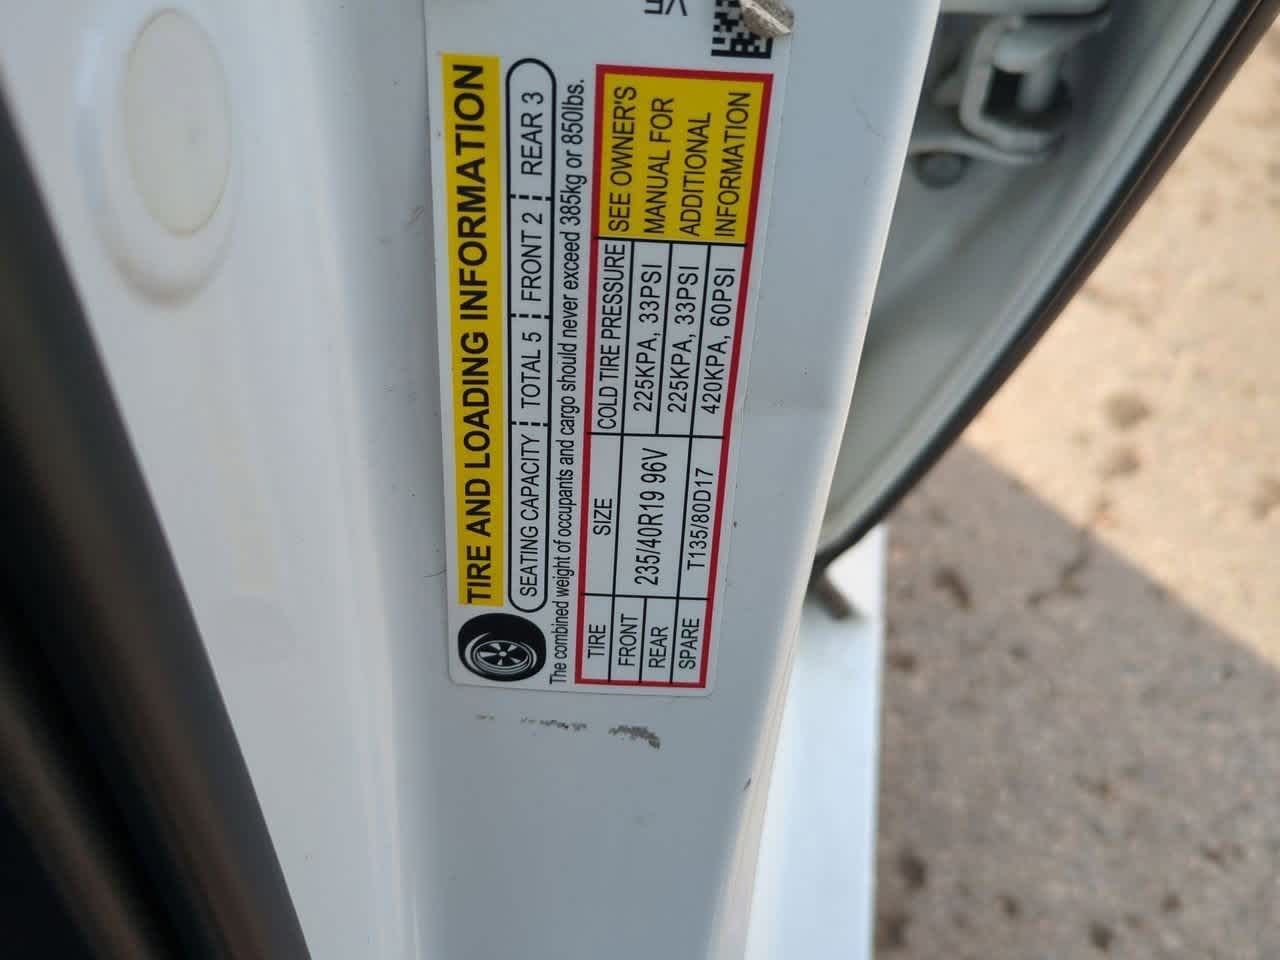 VE
TIRE AND LOADING INFORMATION
SEATING CAPACITY TOTAL 5 FRONT 2 REAR 3
The combined weight of occupants and cargo should never exceed 385kg or 850lbs.
TIRE SIZE COLD TIRE PRESSURE
FRONT 235/40R19 96V 225KPA, 33PSI
REAR 225KPA, 33PSI
SPARE T135/80D17 420KPA, 60PSI
SEE OWNER'S
MANUAL FOR
ADDITIONAL
INFORMATION